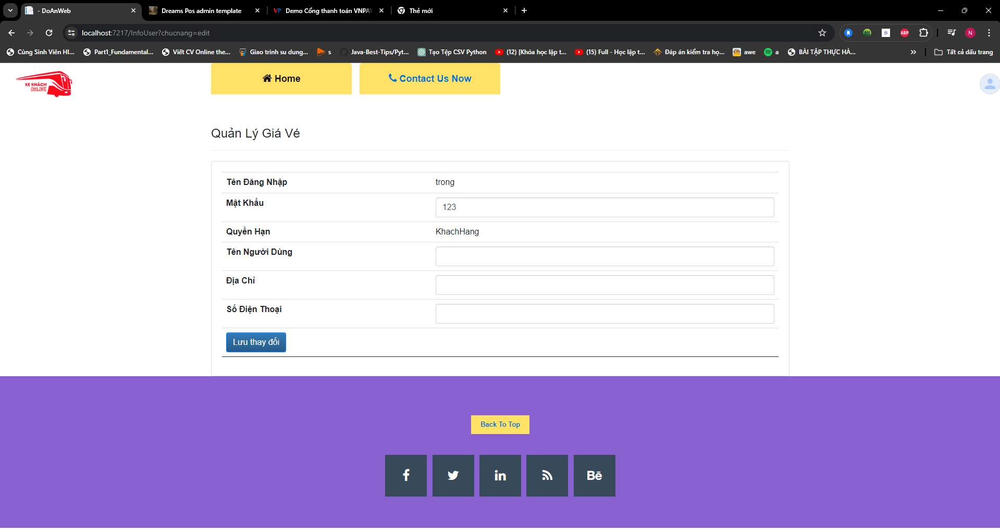 - DoAnWeb
Dreams Pos admin template
VP Demo Cổng thanh toán VNPAY
Thẻ mới
localhost:7217/InfoUser?chucnang=edit
B
ABP
N
Cùng Sinh Viên HI...
Part1_Fundamental...
Viết CV Online the...
Giao trinh su dung...
s
Java-Best-Tips/Pyt...
Tạo Tệp CSV Python
(12) [Khóa học lập t...
(15) Full - Học lập t...
Đáp án kiểm tra họ...
awe
a
BÀI TẬP THỰC HÀ...
Tất cả dấu trang
XE KHÁCH
ONLINE
Home
Contact Us Now
Quản Lý Giá Vé
Tên Đăng Nhập trong
Mật Khẩu 123
Quyền Hạn KhachHang
Tên Người Dùng
Địa Chỉ
Số Điện Thoại
Lưu thay đổi
Back To Top